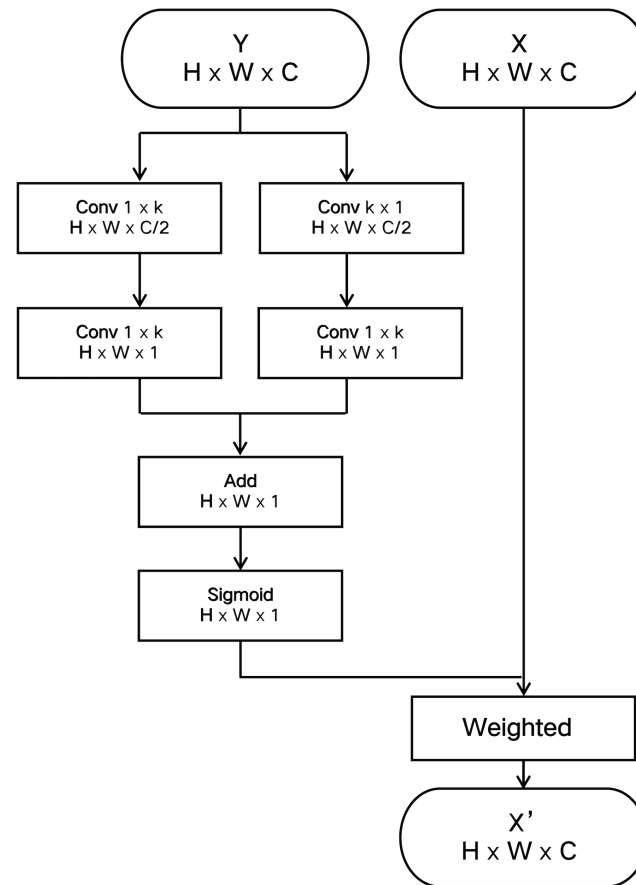 Y
H x W x C
X
H x W x C
Conv 1 x k
H x W x C/2
Conv k x 1
H x W x C/2
Conv 1 x k
H x W x 1
Conv 1 x k
H x W x 1
Add
H x W x 1
Sigmoid
H x W x 1
Weighted
X’
H x W x C